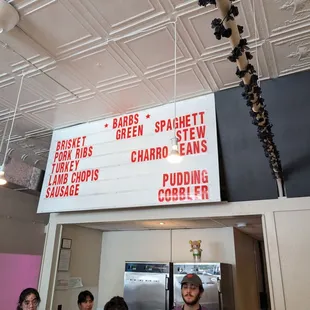 * BARBS *
GREEN SPAGHETT
BRISKET
PORK RIBS
TURKEY
LAMB CHOPIS
SAUSAGE
STEW
CHARRO BEANS
PUDDING
COBBLER